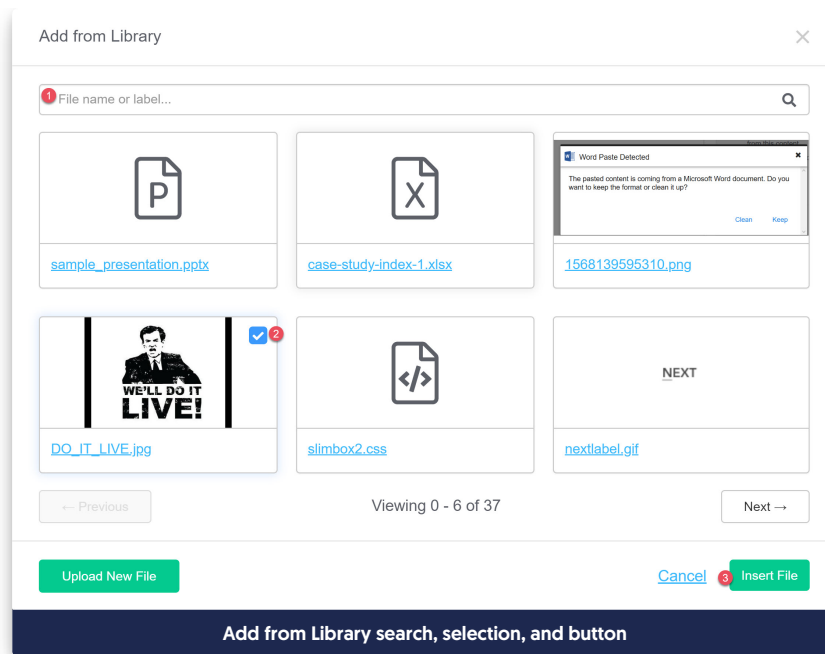 Add from Library
×
1 File name or label...
P
X
from this content
W Word Paste Detected ×
The pasted content is coming from a Microsoft Word document. Do you
want to keep the format or clean it up?
Clean Keep
sample_presentation.pptx
case-study-index-1.xlsx
1568139595310.png
2
WE'LL DO IT
LIVE!
</>
NEXT
DO_IT_LIVE.jpg
slimbox2.css
nextlabel.gif
← Previous
Viewing 0 - 6 of 37
Next →
Upload New File
Cancel
3 Insert File
Add from Library search, selection, and button